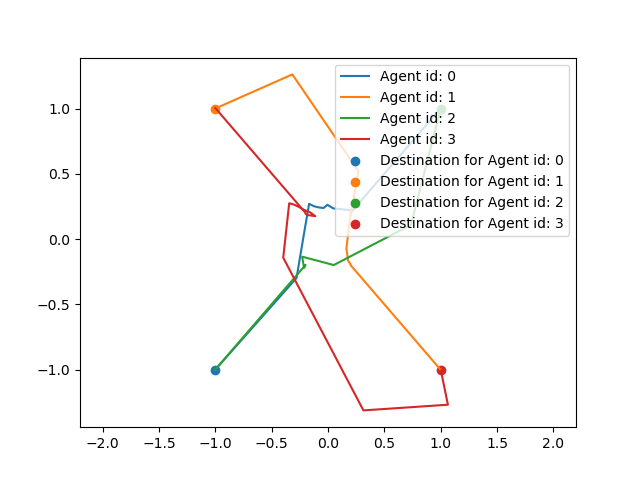 Agent id: 0
Agent id: 1
Agent id: 2
Agent id: 3
Destination for Agent id: 0
Destination for Agent id: 1
Destination for Agent id: 2
Destination for Agent id: 3
1.0
0.5
0.0
−0.5
−1.0
−2.0 −1.5 −1.0 −0.5 0.0 0.5 1.0 1.5 2.0